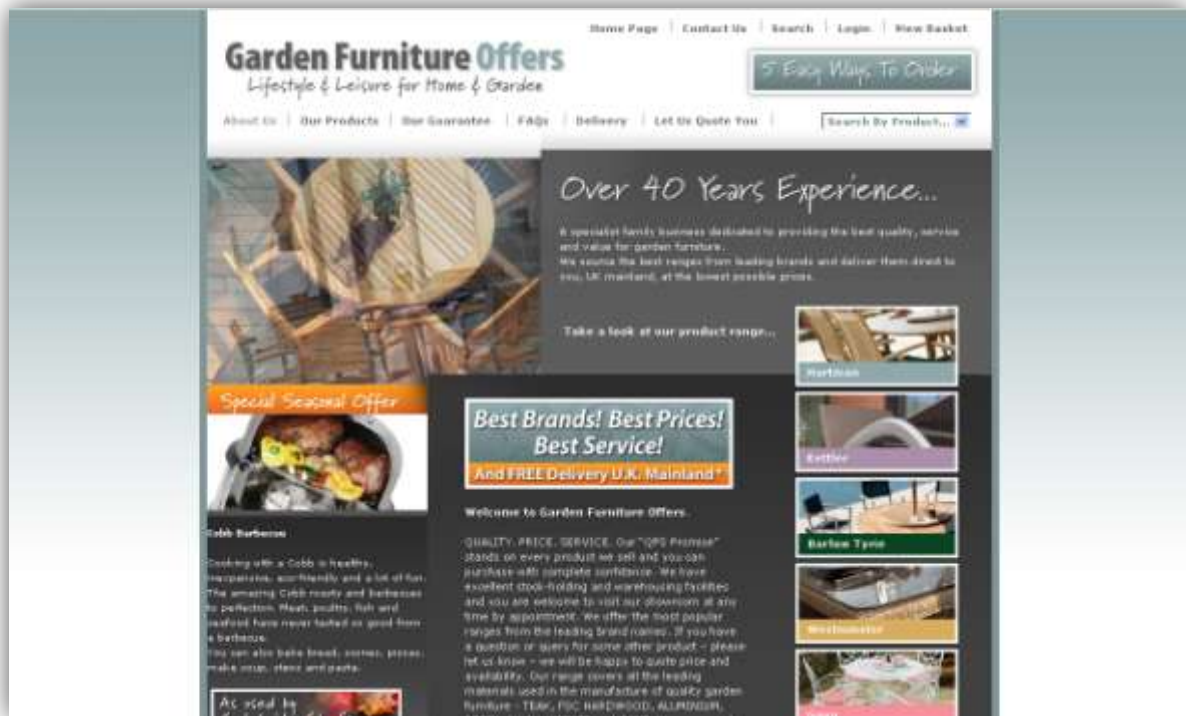 Home Page | Contact Us | Search | Login | View Basket
Garden Furniture Offers
Lifestyle & Leisure for Home & Garden
5 Easy Ways To Order
About Us | Our Products | Our Guarantee | FAQs | Delivery | Let Us Quote You |
Search By Product...
Over 40 Years Experience...
A specialist family business dedicated to providing the best quality, service
and value for garden furniture.
We source the best ranges from leading brands and deliver them direct to
you, UK mainland, at the lowest possible prices.
Take a look at our product range...
Hartman
Kettler
Barlow Tyrie
Westminster
Special Seasonal Offer
Cobb Barbecue
Cooking with a Cobb is healthy,
inexpensive, eco-friendly and a lot of fun.
The amazing Cobb roasts and barbecues
to perfection. Meat, poultry, fish and
seafood have never tasted so good from
a barbecue.
You can also bake bread, scones, pizzas,
make soup, stews and pasta.
As used by
Best Brands! Best Prices!
Best Service!
And FREE Delivery U.K. Mainland*
Welcome to Garden Furniture Offers.
QUALITY. PRICE. SERVICE. Our "QPS Promise"
stands on every product we sell and you can
purchase with complete confidence. We have
excellent stock-holding and warehousing facilities
and you are welcome to visit our showroom at any
time by appointment. We offer the most popular
ranges from the leading brand names. If you have
a question or query for some other product - please
let us know - we will be happy to quote price and
availability. Our range covers all the leading
materials used in the manufacture of quality garden
furniture - TEAK, FSC HARDWOOD, ALUMINIUM,